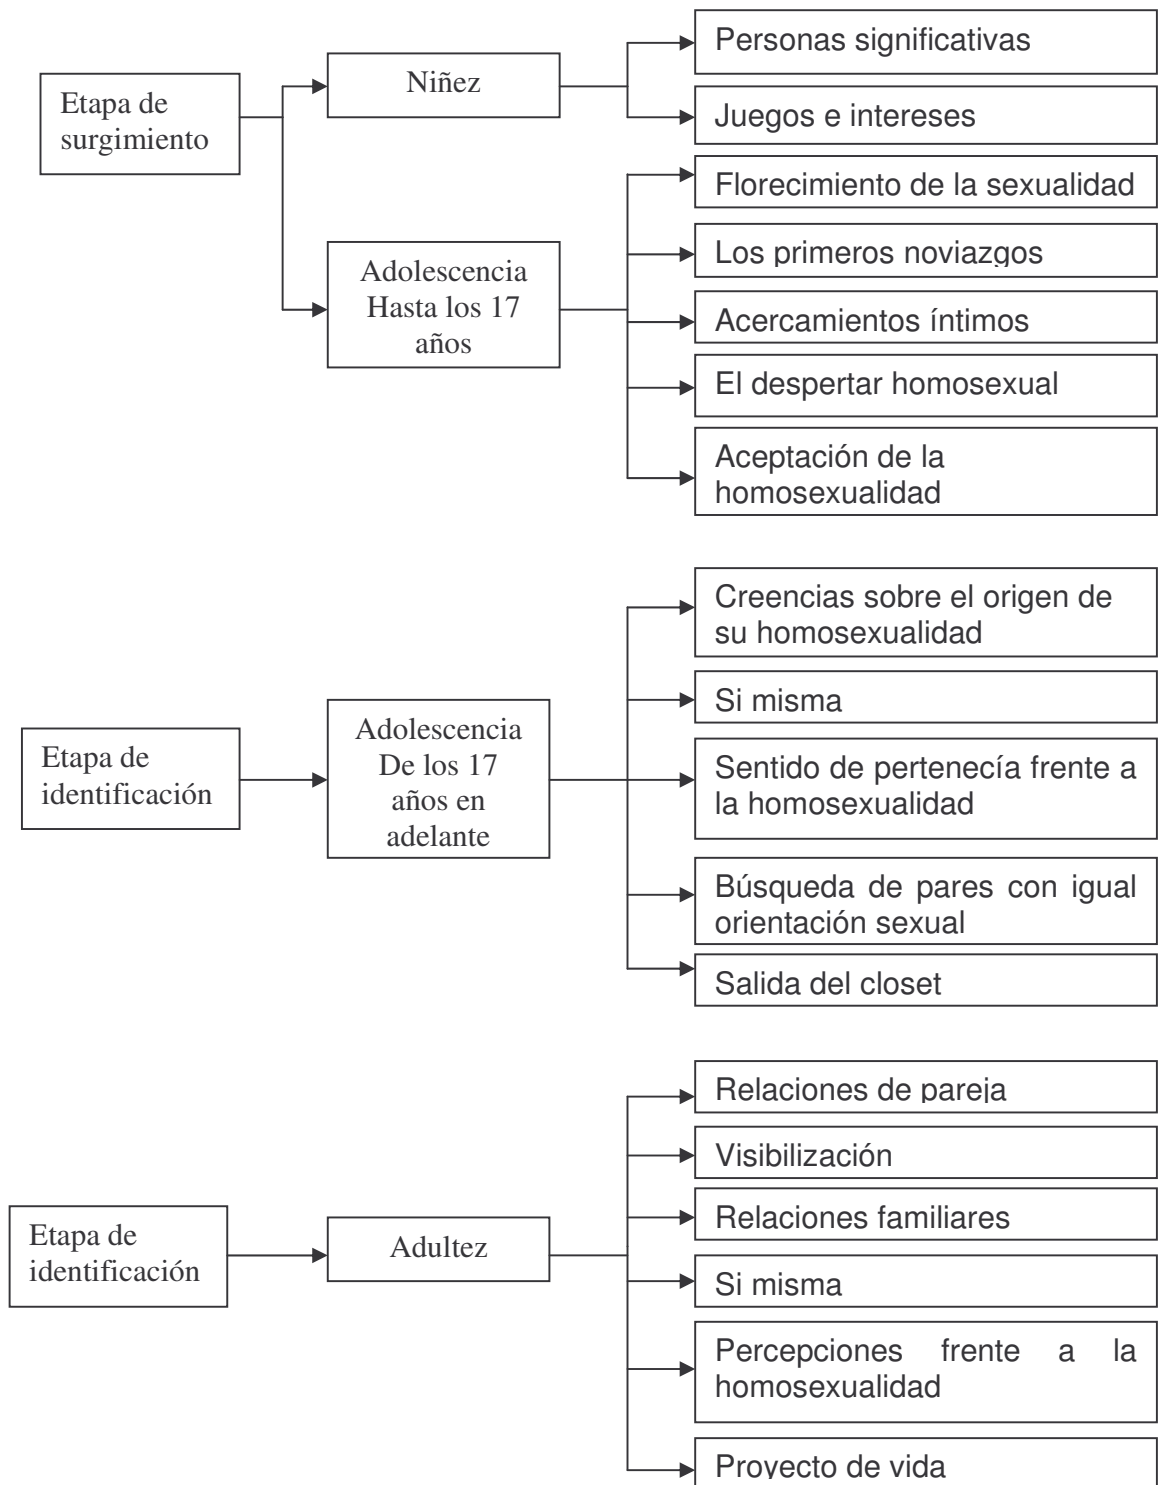 Etapa de
surgimiento
Niñez
Personas significativas
Juegos e intereses
Adolescencia
Hasta los 17
años
Florecimiento de la sexualidad
Los primeros noviazgos
Acercamientos íntimos
El despertar homosexual
Aceptación de la
homosexualidad
Etapa de
identificación
Adolescencia
De los 17
años en
adelante
Creencias sobre el origen de
su homosexualidad
Si misma
Sentido de pertenecía frente a
la homosexualidad
Búsqueda de pares con igual
orientación sexual
Salida del closet
Etapa de
identificación
Adultez
Relaciones de pareja
Visibilización
Relaciones familiares
Si misma
Percepciones frente a la
homosexualidad
Proyecto de vida